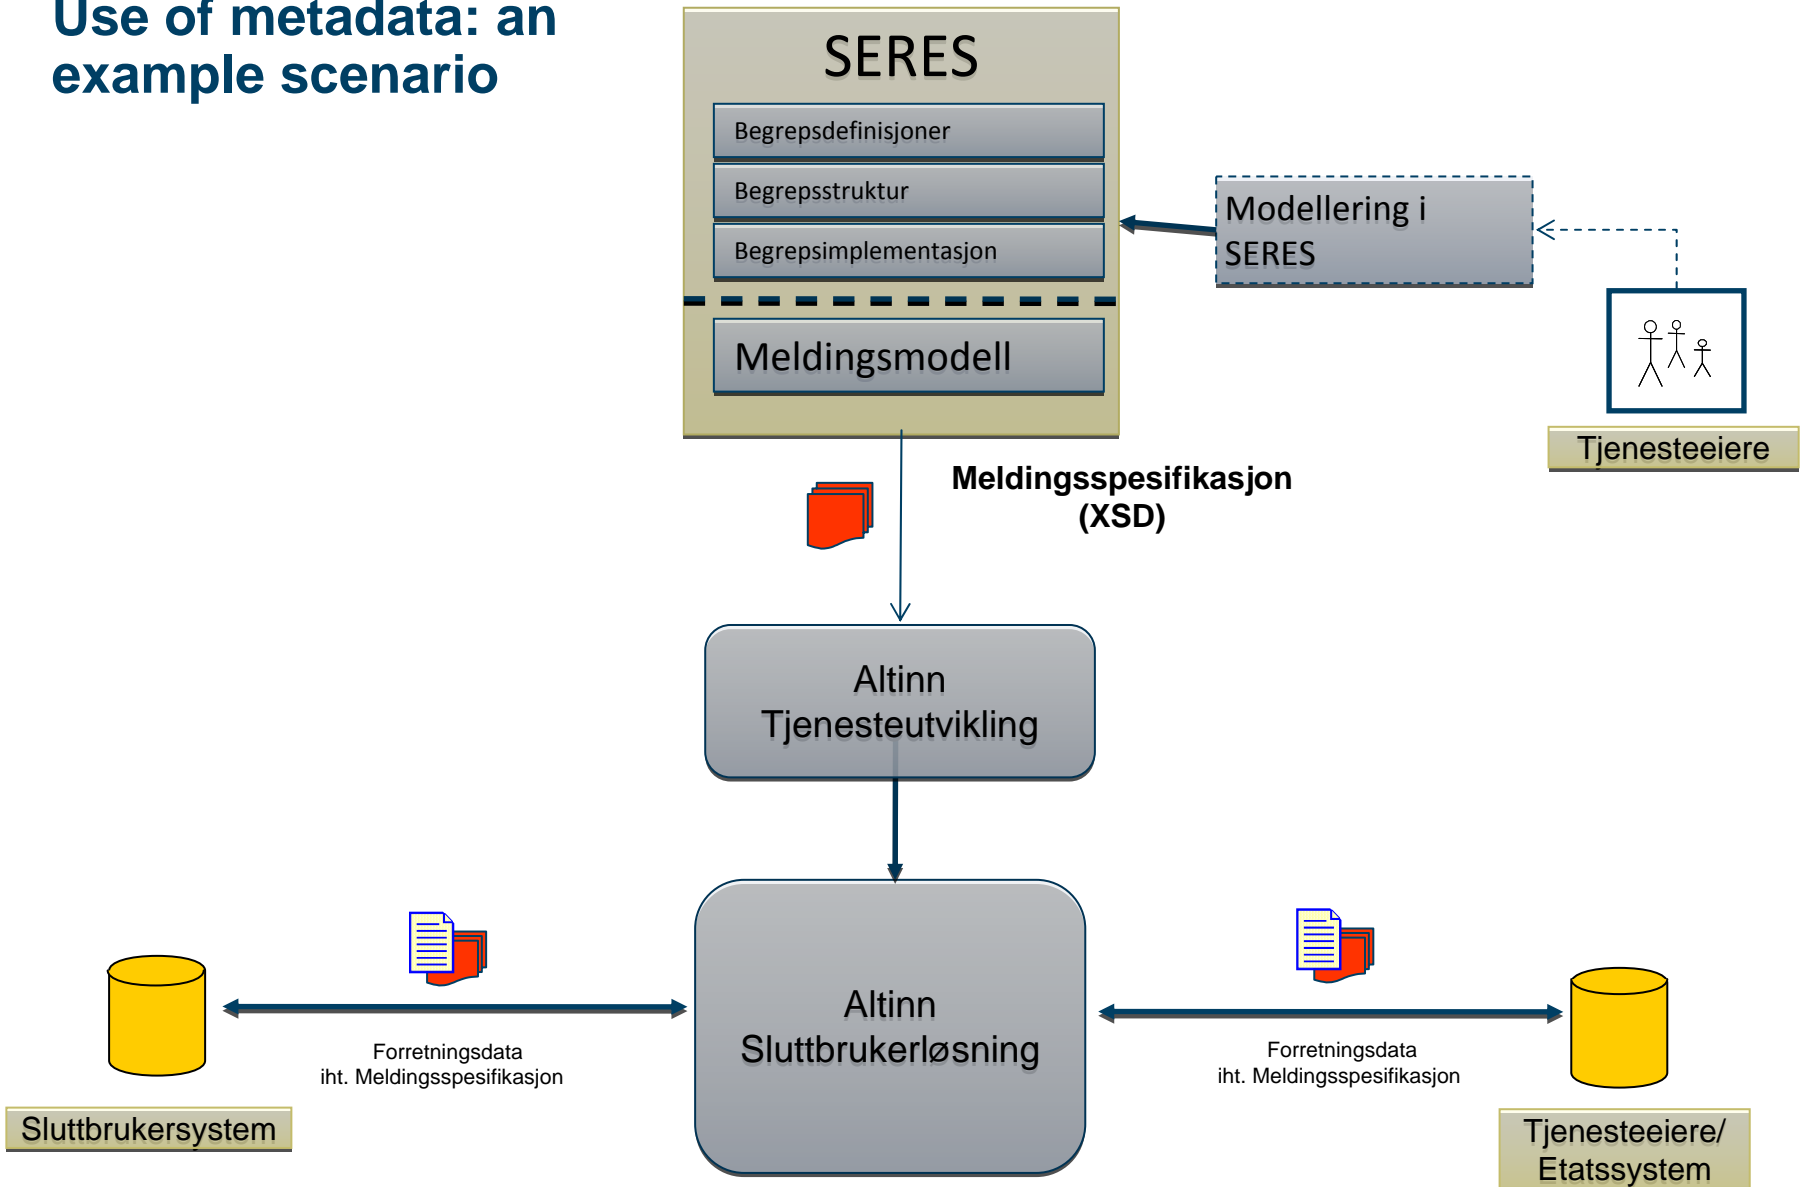 Use of metadata: an
example scenario
SERES
Begrepsdefinisjoner
Begrepsstruktur
Begrepsimplementasjon
Meldingsmodell
Modellering i
SERES
Tjenesteeiere
Meldingsspesifikasjon
(XSD)
Altinn
Tjenesteutvikling
Altinn
Sluttbrukerløsning
Forretningsdata
iht. Meldingsspesifikasjon
Forretningsdata
iht. Meldingsspesifikasjon
Sluttbrukersystem
Tjenesteeiere/
Etatssystem